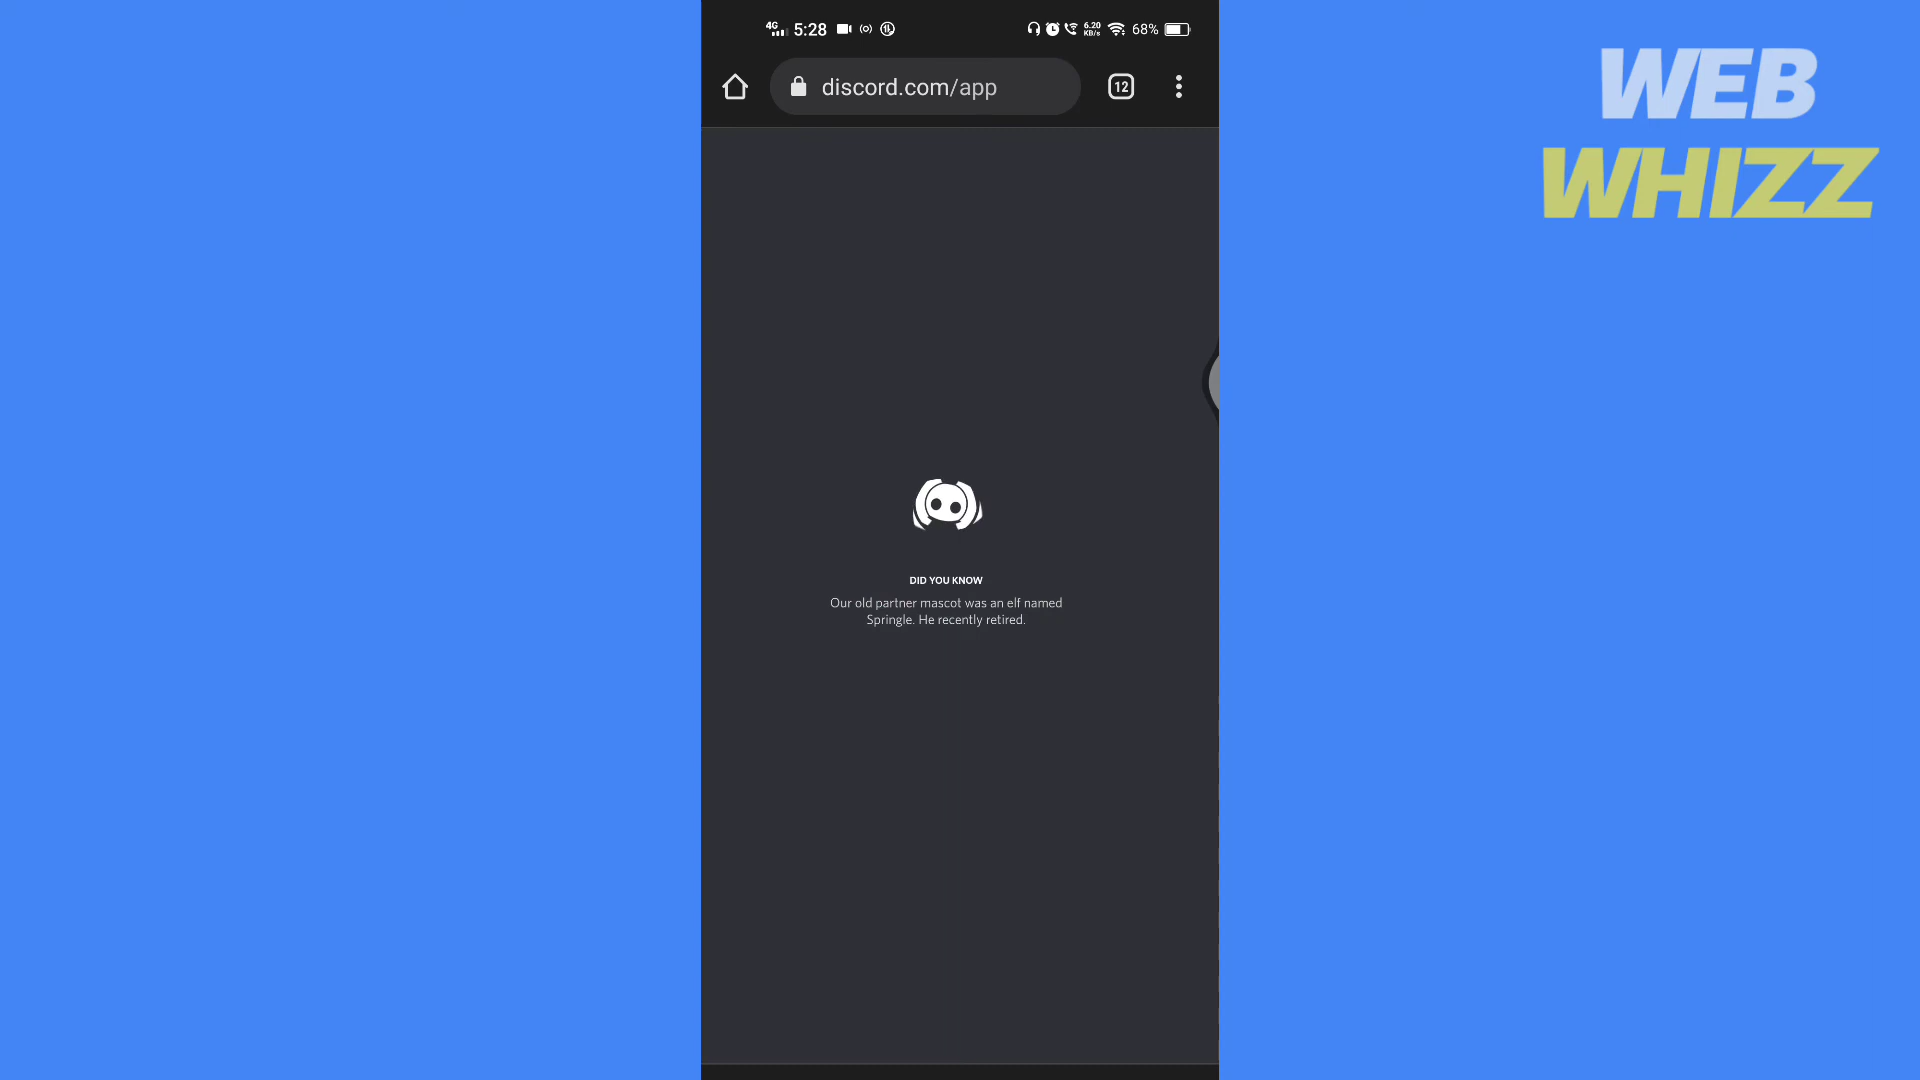 4G 5:28 6.20 KB/s 68%
discord.com/app 12
WEB
WHIZZ
DID YOU KNOW
Our old partner mascot was an elf named
Springle. He recently retired.